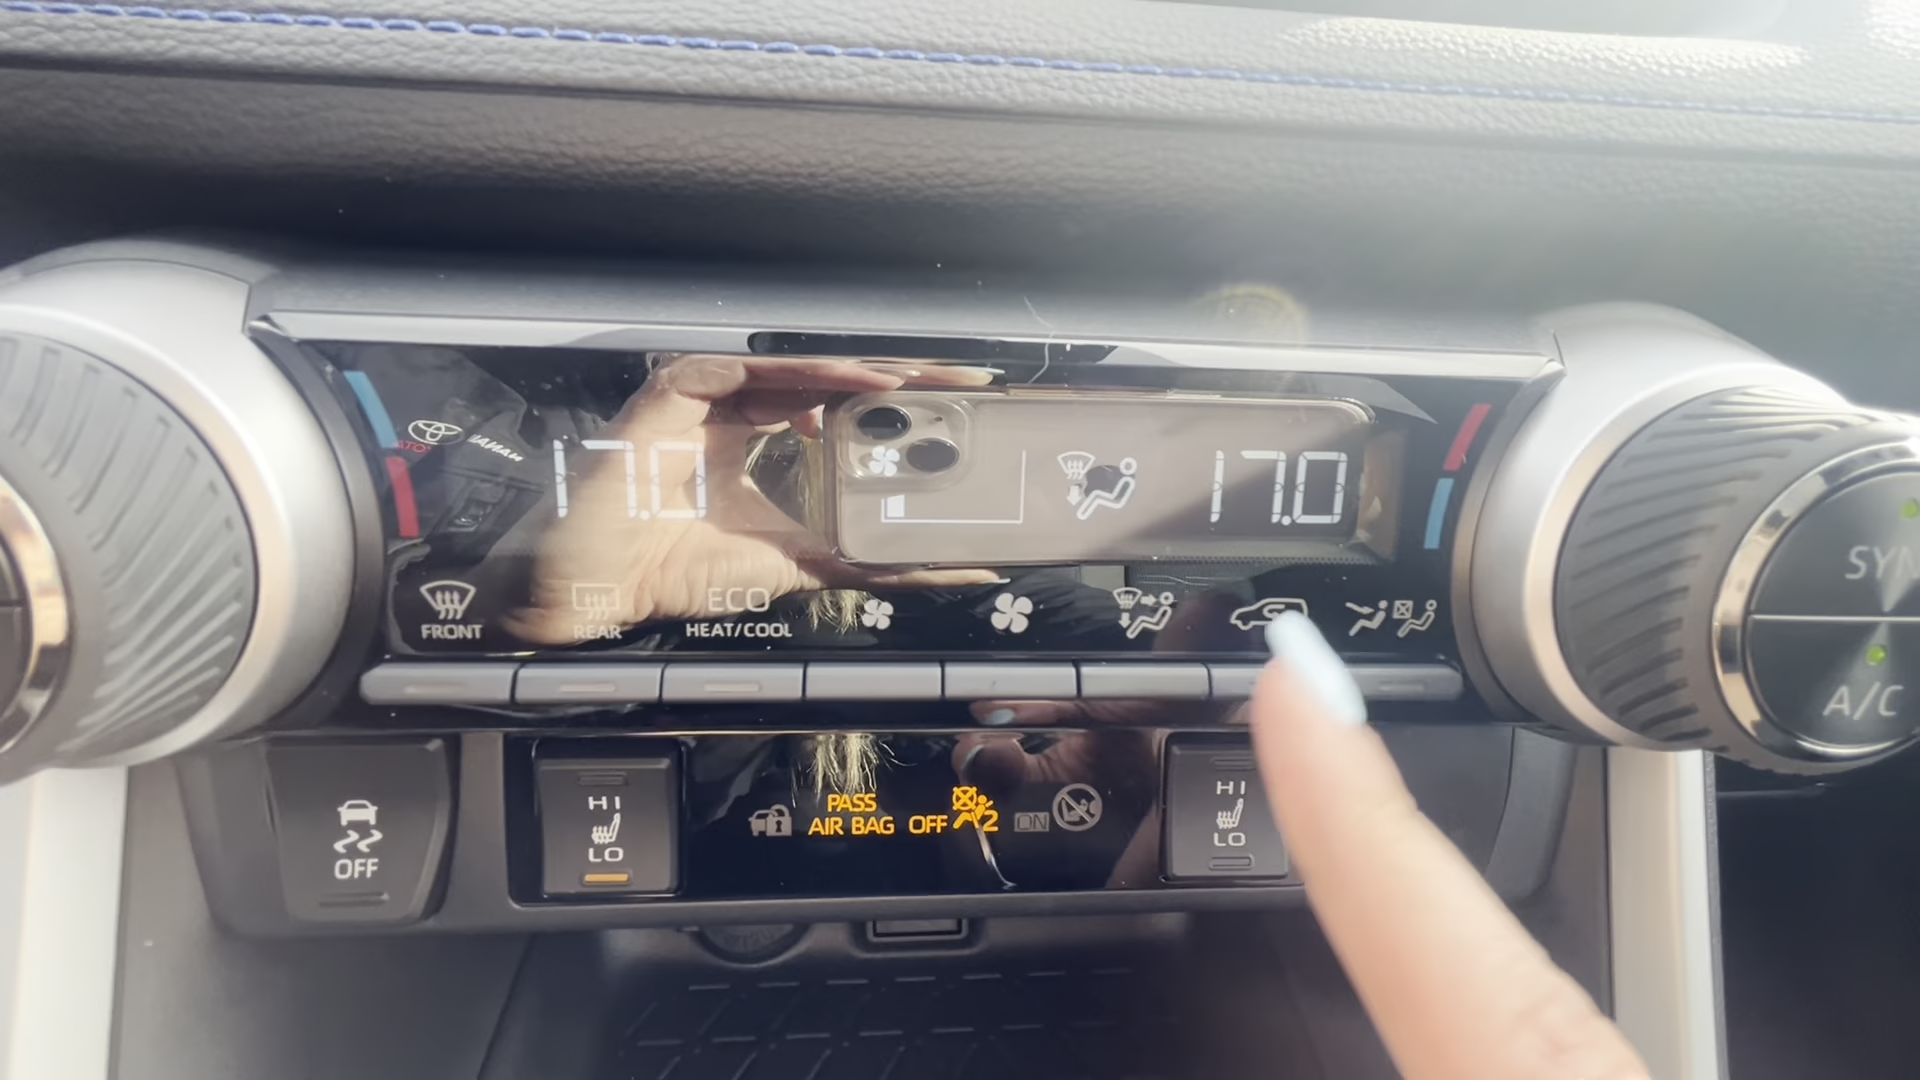 17.0
17.0
FRONT
REAR
ECO
HEAT/COOL
A/C
OFF
HI
LO
PASS
AIR BAG OFF
2
ON
HI
LO